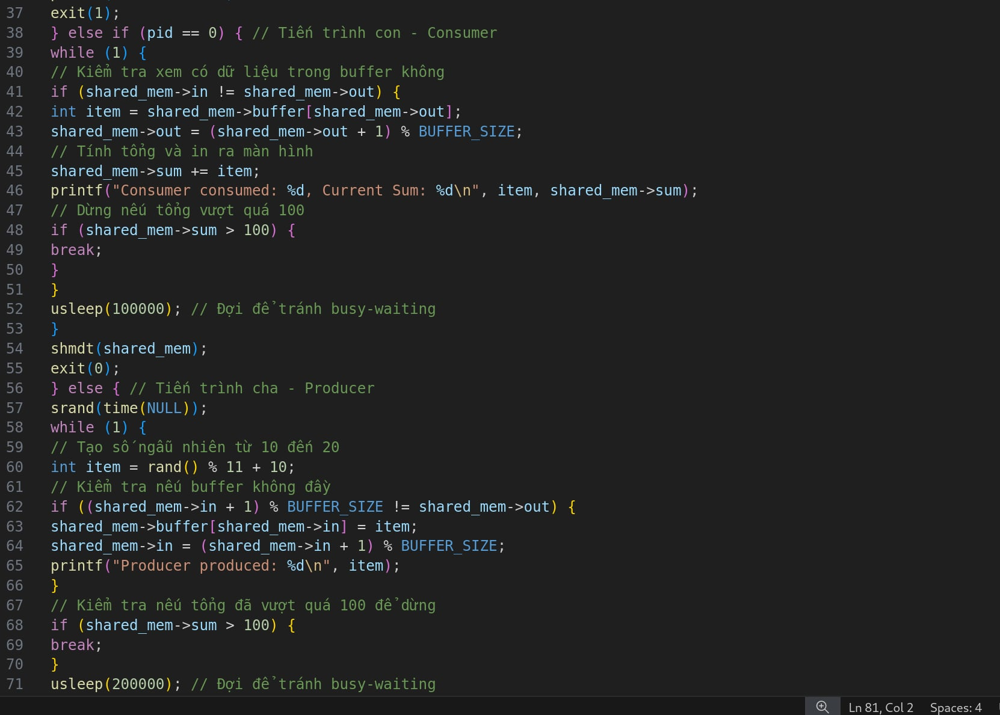 37 exit(1);
38 } else if (pid == 0) { // Tiến trình con - Consumer
39 while (1) {
40 // Kiểm tra xem có dữ liệu trong buffer không
41 if (shared_mem->in != shared_mem->out) {
42 int item = shared_mem->buffer[shared_mem->out];
43 shared_mem->out = (shared_mem->out + 1) % BUFFER_SIZE;
44 // Tính tổng và in ra màn hình
45 shared_mem->sum += item;
46 printf("Consumer consumed: %d, Current Sum: %d\n", item, shared_mem->sum);
47 // Dừng nếu tổng vượt quá 100
48 if (shared_mem->sum > 100) {
49 break;
50 }
51 }
52 usleep(100000); // Đợi để tránh busy-waiting
53 }
54 shmdt(shared_mem);
55 exit(0);
56 } else { // Tiến trình cha - Producer
57 srand(time(NULL));
58 while (1) {
59 // Tạo số ngẫu nhiên từ 10 đến 20
60 int item = rand() % 11 + 10;
61 // Kiểm tra nếu buffer không đầy
62 if ((shared_mem->in + 1) % BUFFER_SIZE != shared_mem->out) {
63 shared_mem->buffer[shared_mem->in] = item;
64 shared_mem->in = (shared_mem->in + 1) % BUFFER_SIZE;
65 printf("Producer produced: %d\n", item);
66 }
67 // Kiểm tra nếu tổng đã vượt quá 100 để dừng
68 if (shared_mem->sum > 100) {
69 break;
70 }
71 usleep(200000); // Đợi để tránh busy-waiting
Ln 81, Col 2 Spaces: 4